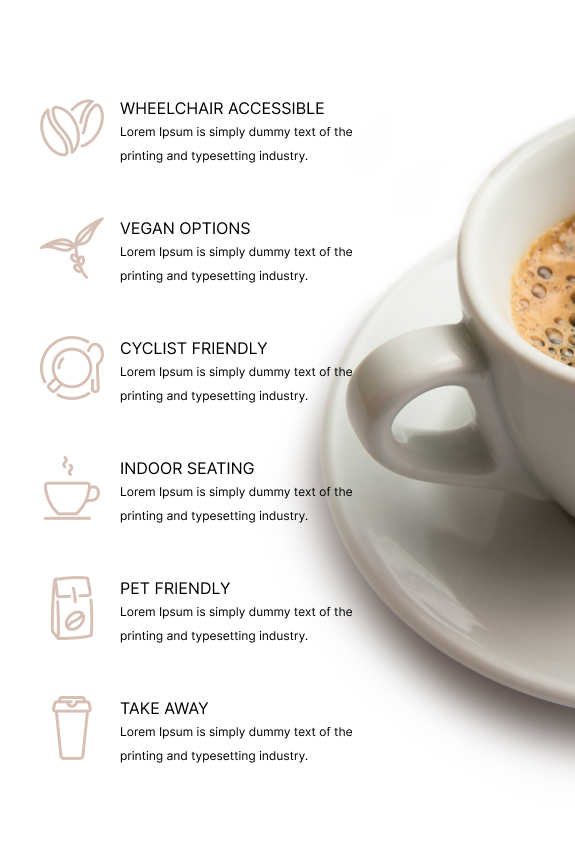 WHEELCHAIR ACCESSIBLE
Lorem Ipsum is simply dummy text of the
printing and typesetting industry.
VEGAN OPTIONS
Lorem Ipsum is simply dummy text of the
printing and typesetting industry.
CYCLIST FRIENDLY
Lorem Ipsum is simply dummy text of the
printing and typesetting industry.
INDOOR SEATING
Lorem Ipsum is simply dummy text of the
printing and typesetting industry.
PET FRIENDLY
Lorem Ipsum is simply dummy text of the
printing and typesetting industry.
TAKE AWAY
Lorem Ipsum is simply dummy text of the
printing and typesetting industry.